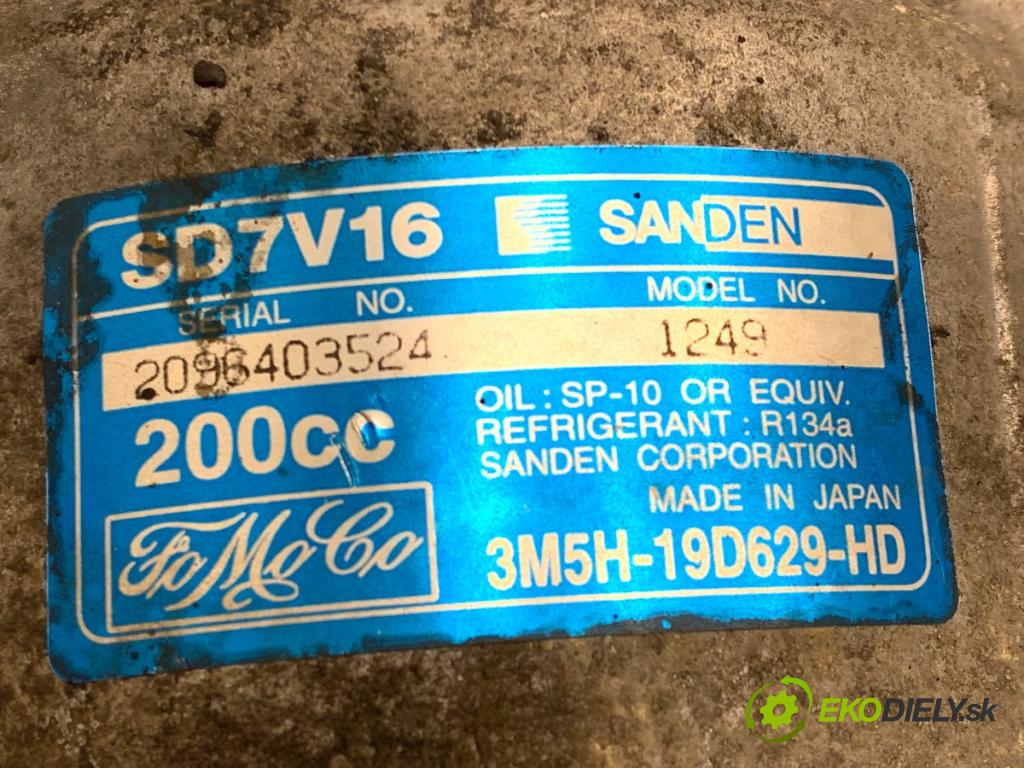 SD7V16 SANDEN
SERIAL NO. MODEL NO.
2096403524 1249
200cc
OIL : SP-10 OR EQUIV.
REFRIGERANT : R134a
SANDEN CORPORATION
MADE IN JAPAN
FoMoCo
3M5H-19D629-HD
EKODIELY.sk